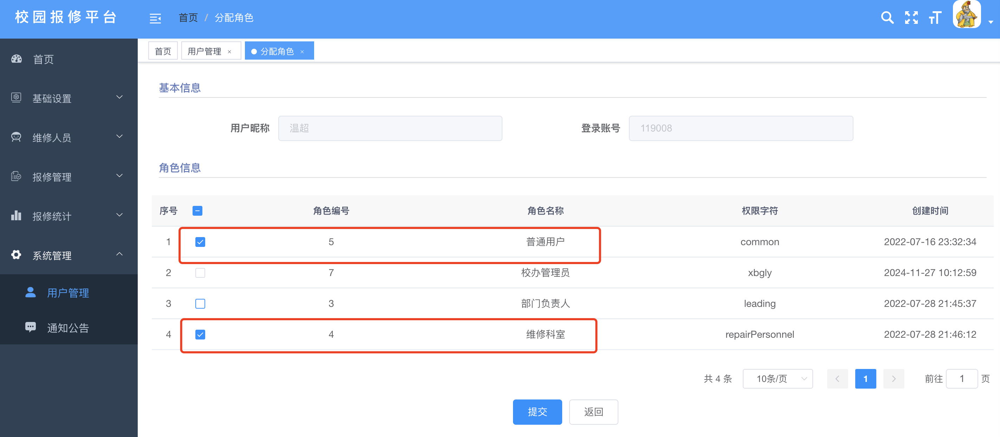 校园报修平台
首页 / 分配角色
首页 用户管理 × 分配角色 ×
首页
基础设置
维修人员
报修管理
报修统计
系统管理
用户管理
通知公告
基本信息
用户昵称 温超 登录账号 119008
角色信息
序号 角色编号 角色名称 权限字符 创建时间
1 5 普通用户 common 2022-07-16 23:32:34
2 7 校办管理员 xbgly 2024-11-27 10:12:59
3 3 部门负责人 leading 2022-07-28 21:45:37
4 4 维修科室 repairPersonnel 2022-07-28 21:46:12
共 4 条 10条/页 1 前往 1 页
提交 返回